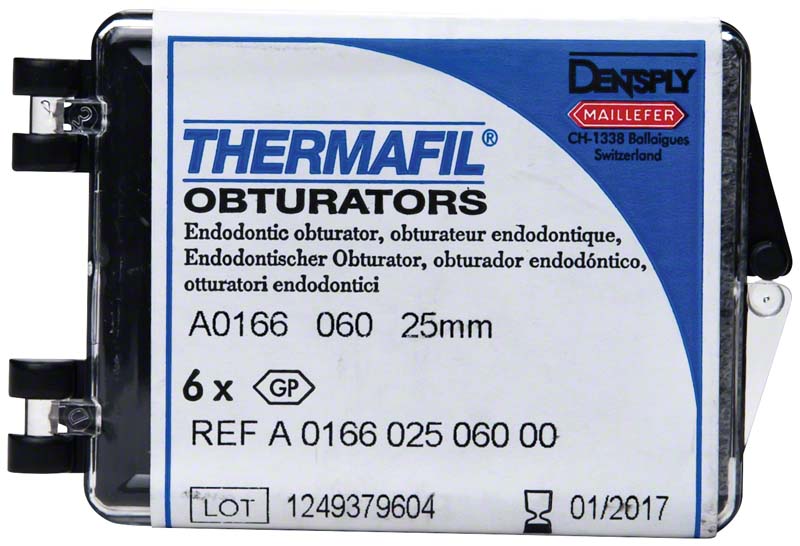 DENTSPLY
MAILLEFER
CH-1338 Ballaigues
Switzerland
THERMAFIL®
OBTURATORS
Endodontic obturator, obturateur endodontique,
Endodontischer Obturator, obturador endodóntico,
otturatori endodontici
A0166 060 25mm
6 x GP
REF A 0166 025 060 00
LOT 1249379604 01/2017